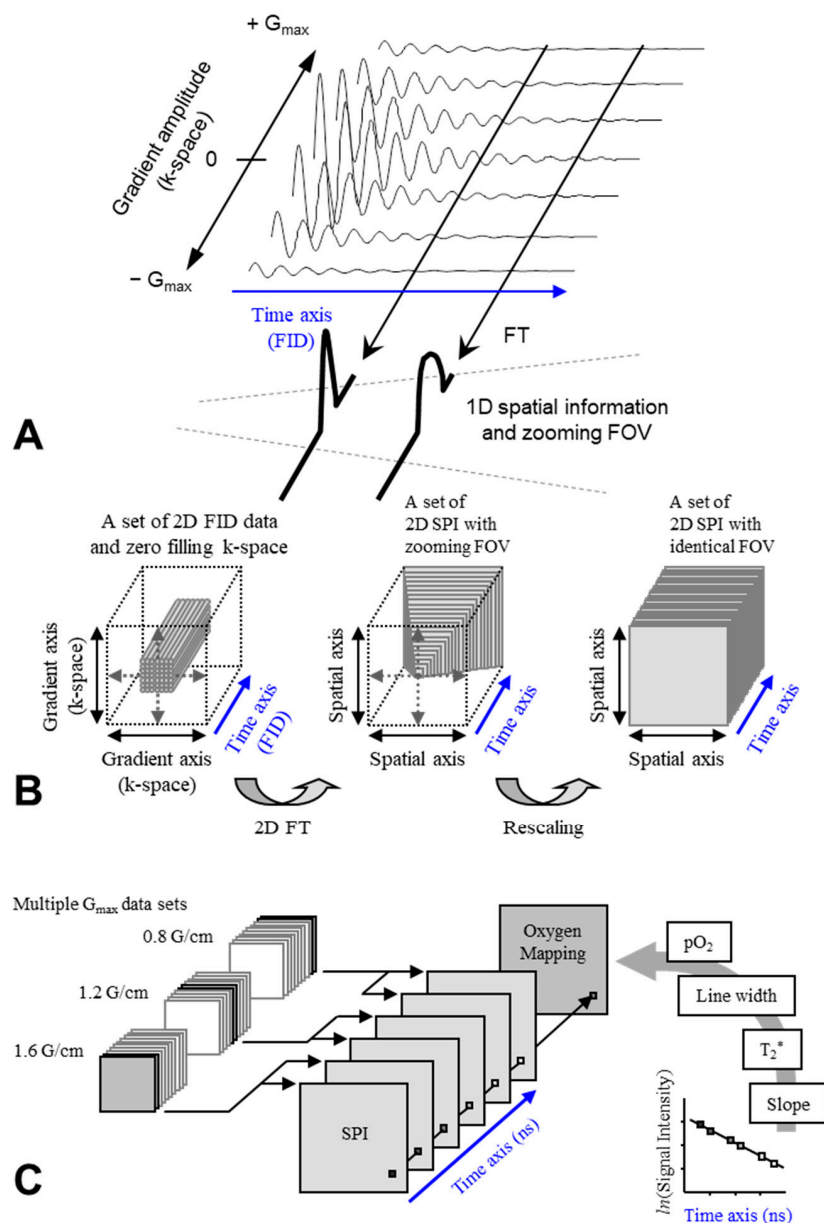 + Gmax
Gradient amplitude
(k-space)
0
− Gmax
Time axis
(FID)
FT
1D spatial information
and zooming FOV
A
A set of 2D FID data
and zero filling k-space
A set of
2D SPI with
zooming FOV
A set of
2D SPI with
identical FOV
Gradient axis
(k-space)
Gradient axis
(k-space)
Time axis
(FID)
Spatial axis
Spatial axis
Time axis
Spatial axis
Spatial axis
Time axis
B
2D FT
Rescaling
Multiple Gmax data sets
0.8 G/cm
1.2 G/cm
1.6 G/cm
Oxygen
Mapping
pO2
Line width
T2*
Slope
SPI
Time axis (ns)
ln(Signal Intensity)
Time axis (ns)
C